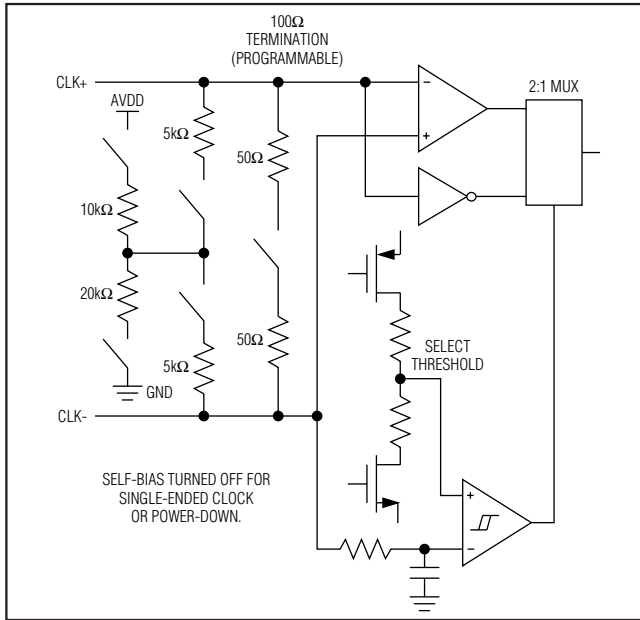 100Ω
TERMINATION
(PROGRAMMABLE)
2:1 MUX
CLK+
AVDD
5kΩ
50Ω
10kΩ
20kΩ
5kΩ
50Ω
GND
CLK-
SELECT
THRESHOLD
SELF-BIAS TURNED OFF FOR
SINGLE-ENDED CLOCK
OR POWER-DOWN.
−
+
+
−